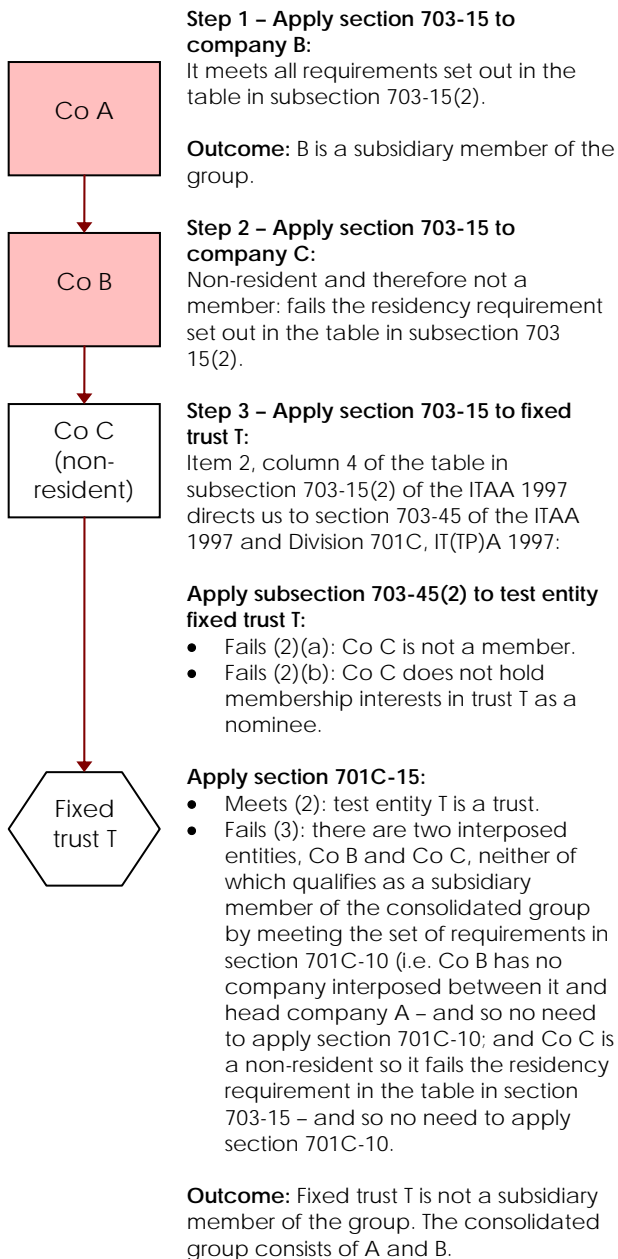 Step 1 – Apply section 703-15 to
company B:
It meets all requirements set out in the
table in subsection 703-15(2).
Outcome: B is a subsidiary member of the
group.
Co A
Step 2 – Apply section 703-15 to
company C:
Non-resident and therefore not a
member: fails the residency requirement
set out in the table in subsection 703
15(2).
Co B
Step 3 – Apply section 703-15 to fixed
trust T:
Item 2, column 4 of the table in
subsection 703-15(2) of the ITAA 1997
directs us to section 703-45 of the ITAA
1997 and Division 701C, IT(TP)A 1997:
Co C
(non-
resident)
Apply subsection 703-45(2) to test entity
fixed trust T:
• Fails (2)(a): Co C is not a member.
• Fails (2)(b): Co C does not hold
membership interests in trust T as a
nominee.
Apply section 701C-15:
• Meets (2): test entity T is a trust.
• Fails (3): there are two interposed
entities, Co B and Co C, neither of
which qualifies as a subsidiary
member of the consolidated group
by meeting the set of requirements in
section 701C-10 (i.e. Co B has no
company interposed between it and
head company A – and so no need
to apply section 701C-10; and Co C is
a non-resident so it fails the residency
requirement in the table in section
703-15 – and so no need to apply
section 701C-10.
Fixed
trust T
Outcome: Fixed trust T is not a subsidiary
member of the group. The consolidated
group consists of A and B.